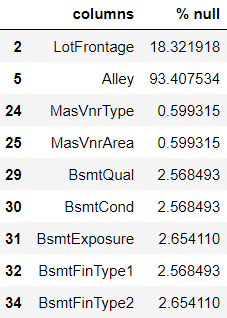 columns % null
2 LotFrontage 18.321918
5 Alley 93.407534
24 MasVnrType 0.599315
25 MasVnrArea 0.599315
29 BsmtQual 2.568493
30 BsmtCond 2.568493
31 BsmtExposure 2.654110
32 BsmtFinType1 2.568493
34 BsmtFinType2 2.654110